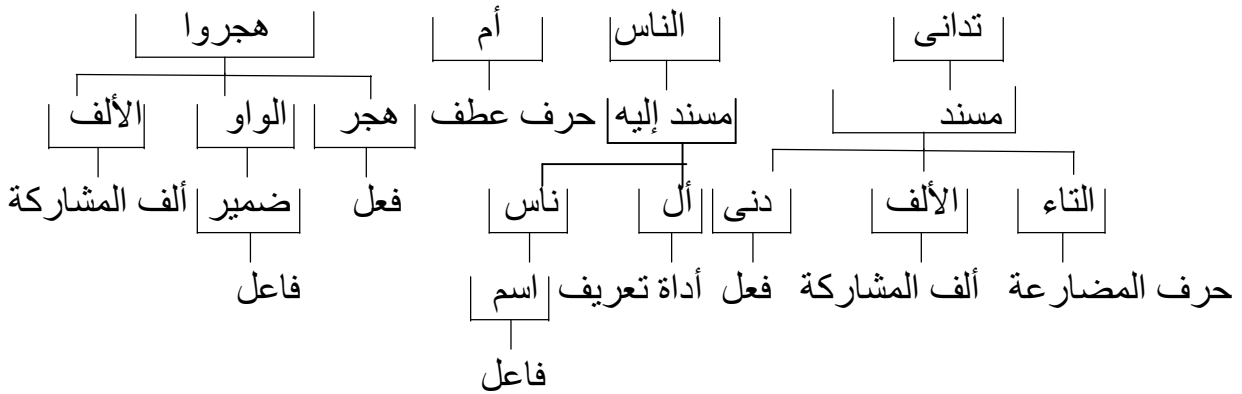 تدانى الناس أم هجروا
مسند مسند إليه حرف عطف هجر الواو الألف
التاء الألف دنى أل ناس فعل ضمير ألف المشاركة
حرف المضارعة ألف المشاركة فعل أداة تعريف اسم فاعل
فاعل